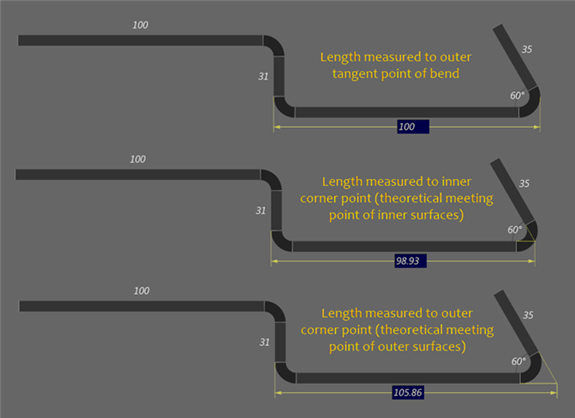 100
35
Length measured to outer
tangent point of bend
31
60°
100
100
35
Length measured to inner
corner point (theoretical meeting
point of inner surfaces)
31
60°
98.93
100
35
Length measured to outer
corner point (theoretical meeting
point of outer surfaces)
31
60°
105.86